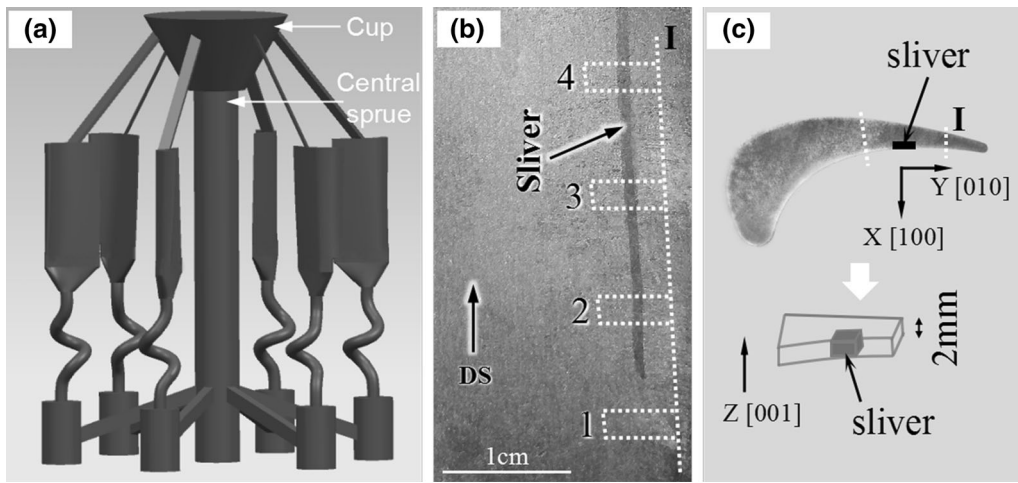 (a)
Cup
Central
sprue
(b)
I
4
Sliver
3
2
DS
1
1cm
(c)
sliver
I
Y [010]
X [100]
2mm
Z [001]
sliver